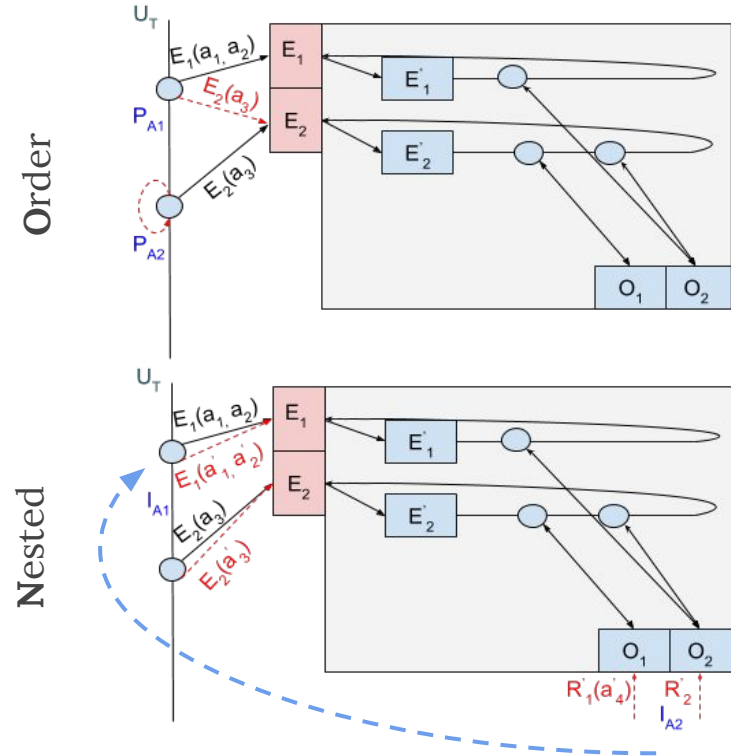 Order
U_T
E_1(a_1, a_2)
E_2(a_3)
P_A1
E_2(a_3)
P_A2
E_1
E_2
E'_1
E'_2
O_1 O_2
Nested
U_T
E_1(a_1, a_2)
E_1(a'_1, a'_2)
I_A1
E_2(a_3)
E_2(a'_3)
E_1
E_2
E'_1
E'_2
O_1 O_2
R'_1(a'_4) R'_2
I_A2